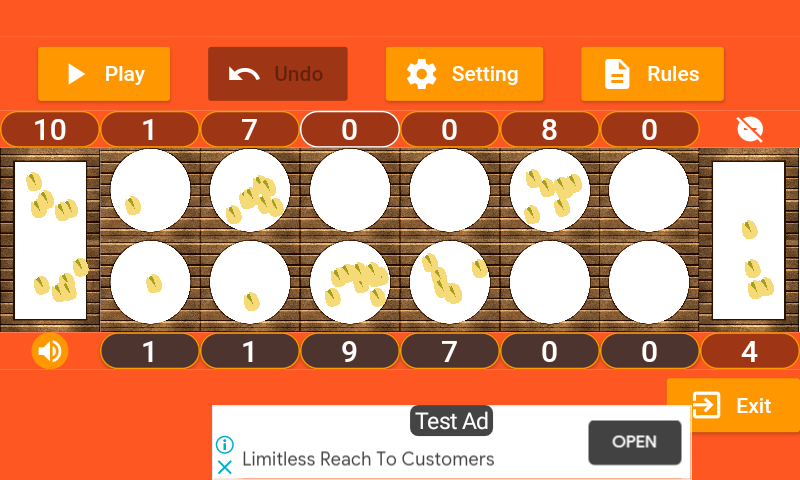 Play Undo Setting Rules
10 1 7 0 0 8 0
1 1 9 7 0 0 4
Exit
Test Ad
Limitless Reach To Customers
OPEN